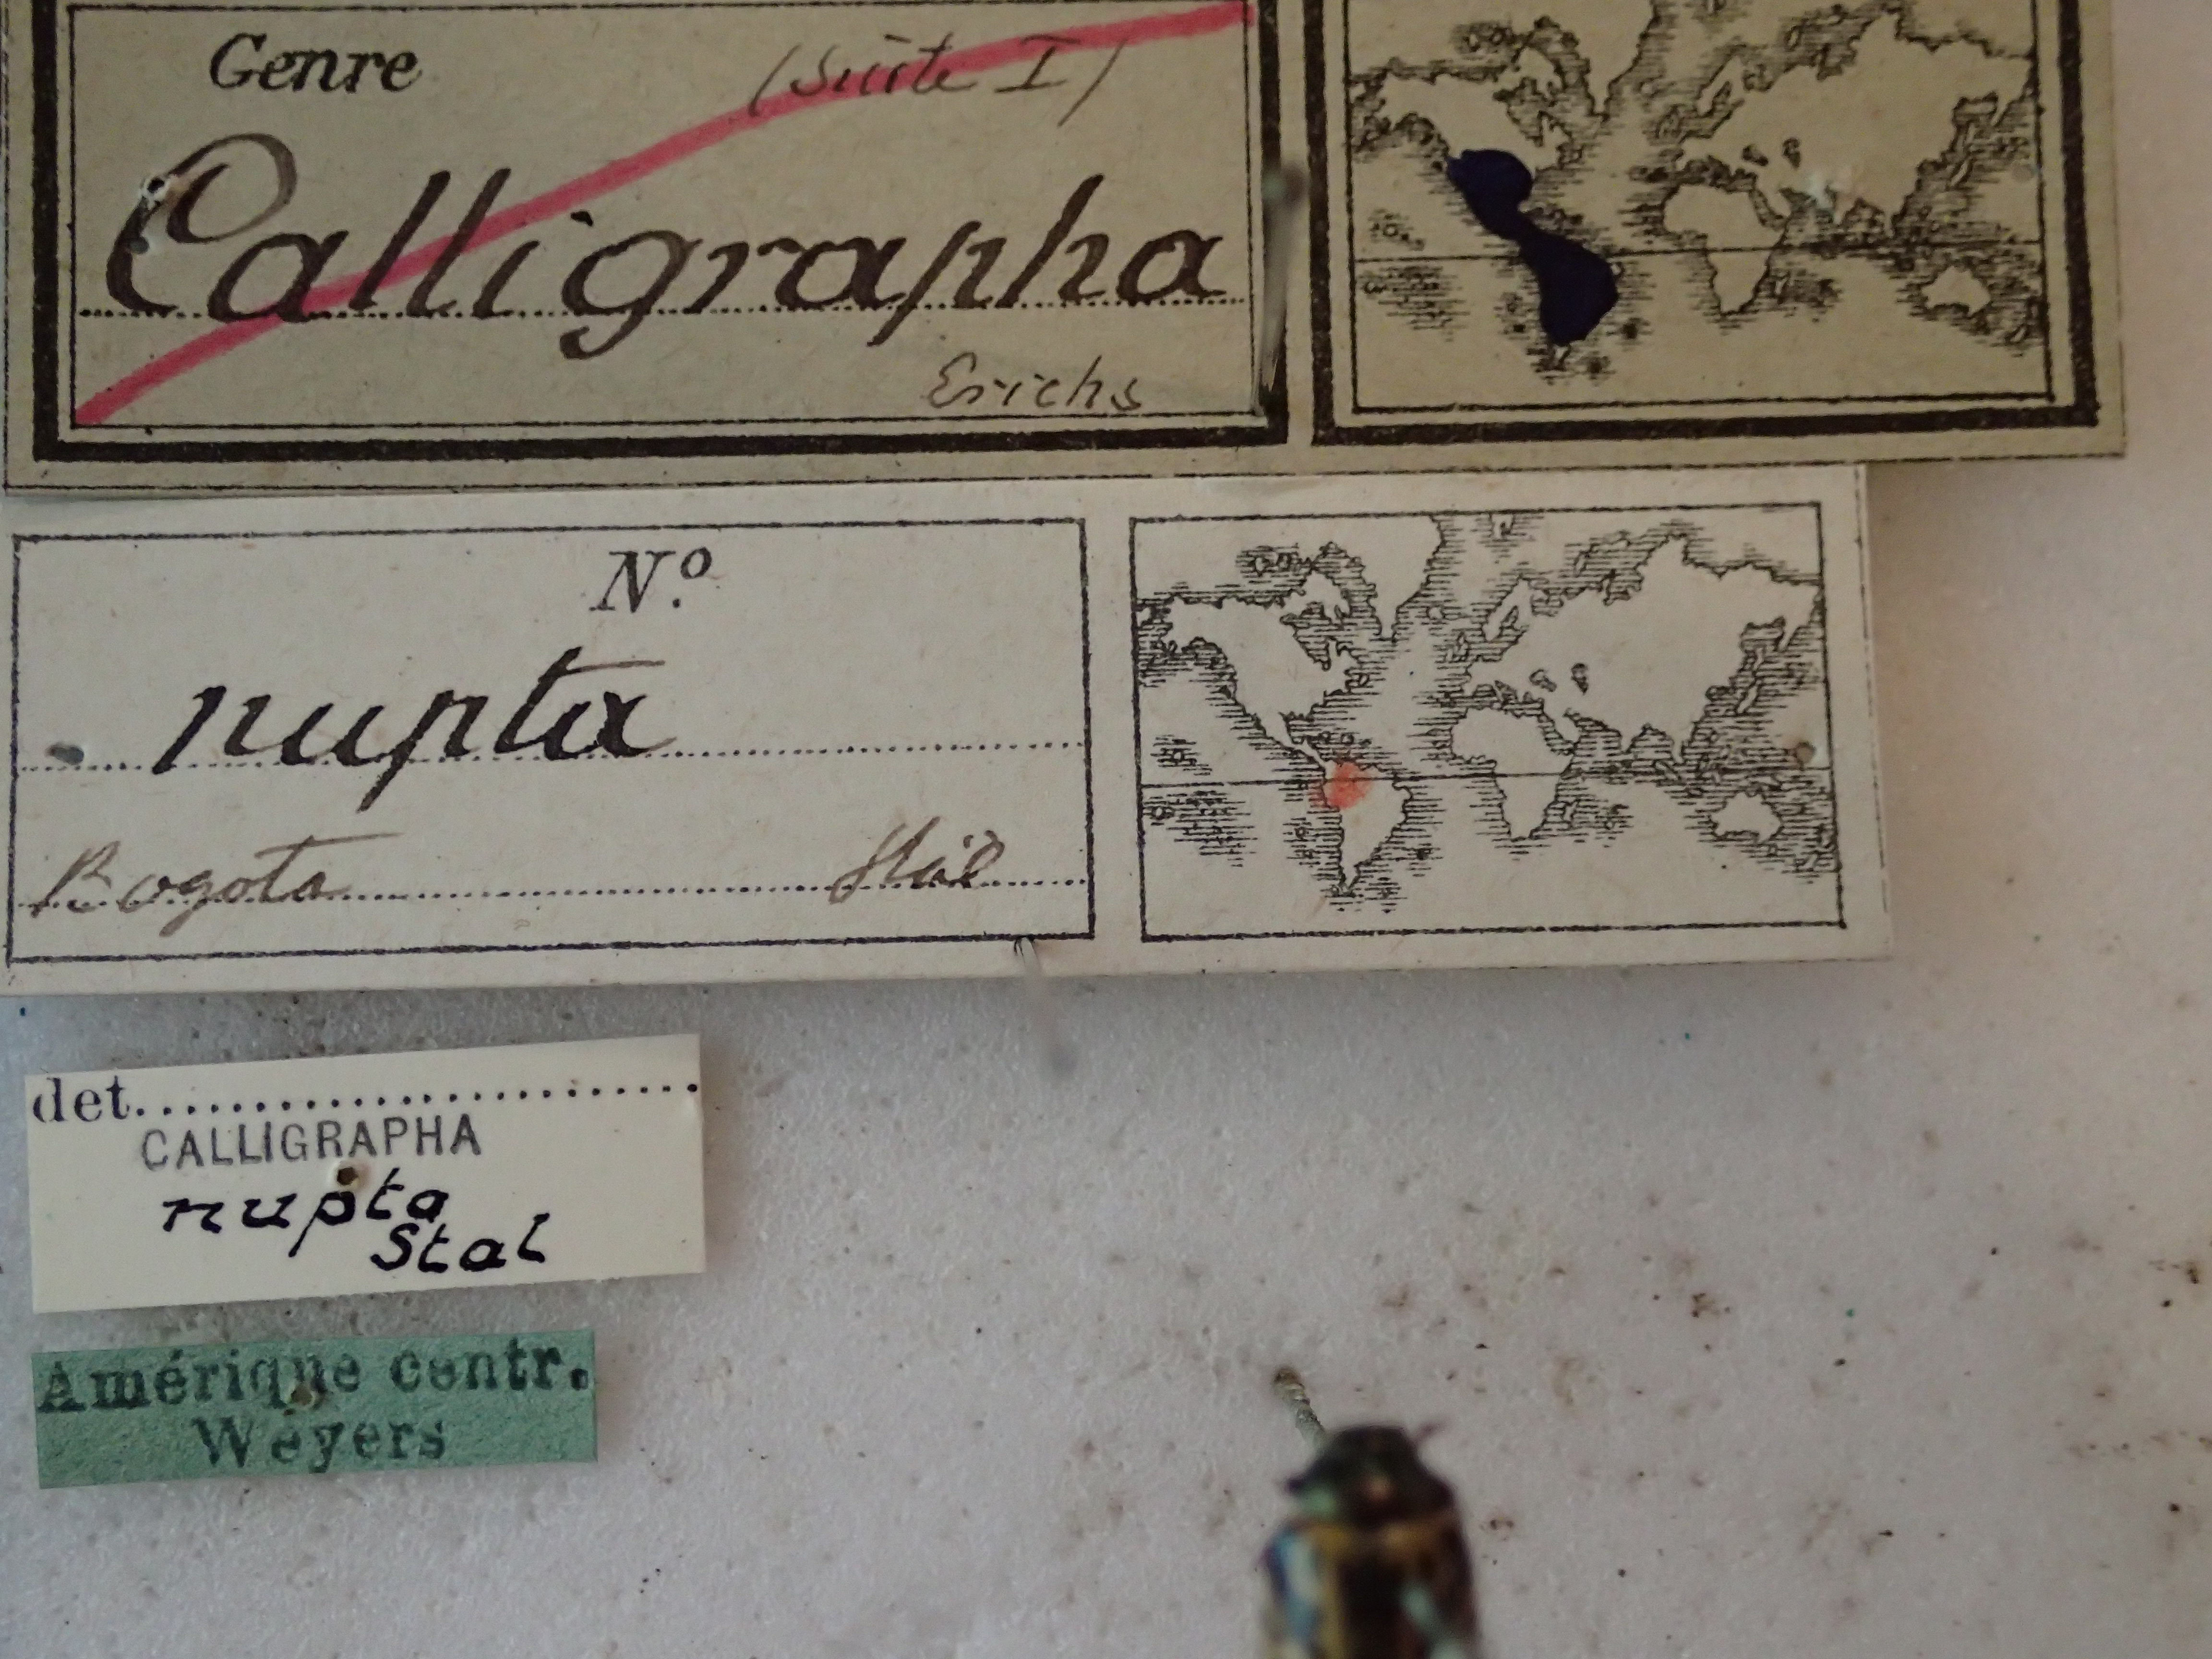 Genre (Suite I)
Calligrapha
Erichs
N.o
nupta
Bogota Stål
det.
CALLIGRAPHA
nupta
Stal
Amérique centr.
Weyers